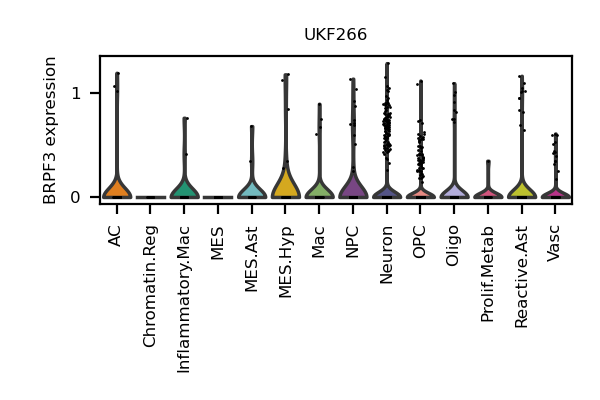 UKF266
BRPF3 expression
1
0
AC
Chromatin.Reg
Inflammatory.Mac
MES
MES.Ast
MES.Hyp
Mac
NPC
Neuron
OPC
Oligo
Prolif.Metab
Reactive.Ast
Vasc